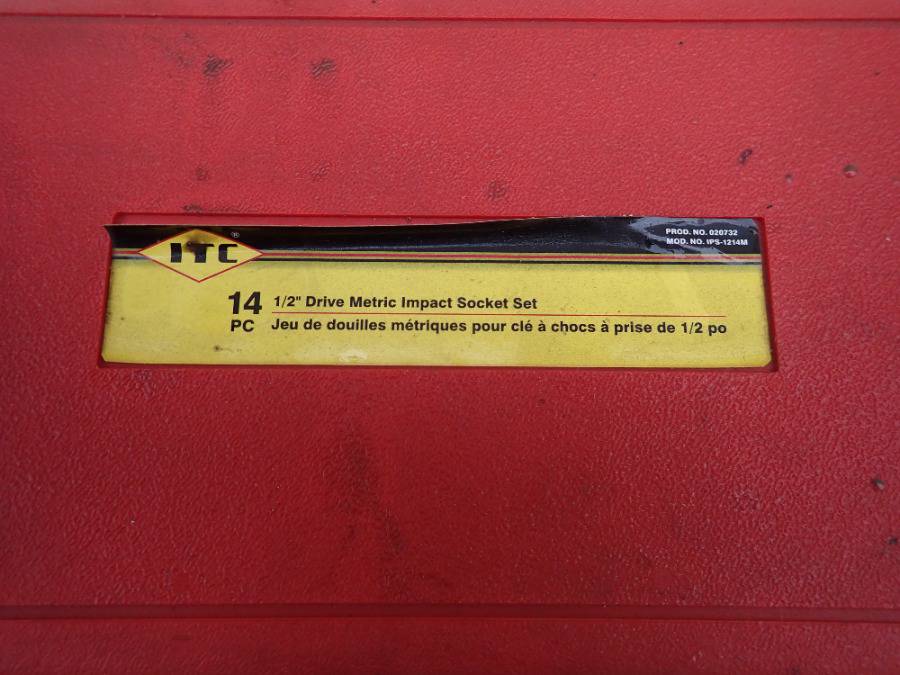 ITC®
PROD. NO. 020732
MOD. NO. IPS-1214M
14 PC
1/2" Drive Metric Impact Socket Set
Jeu de douilles métriques pour clé à chocs à prise de 1/2 po